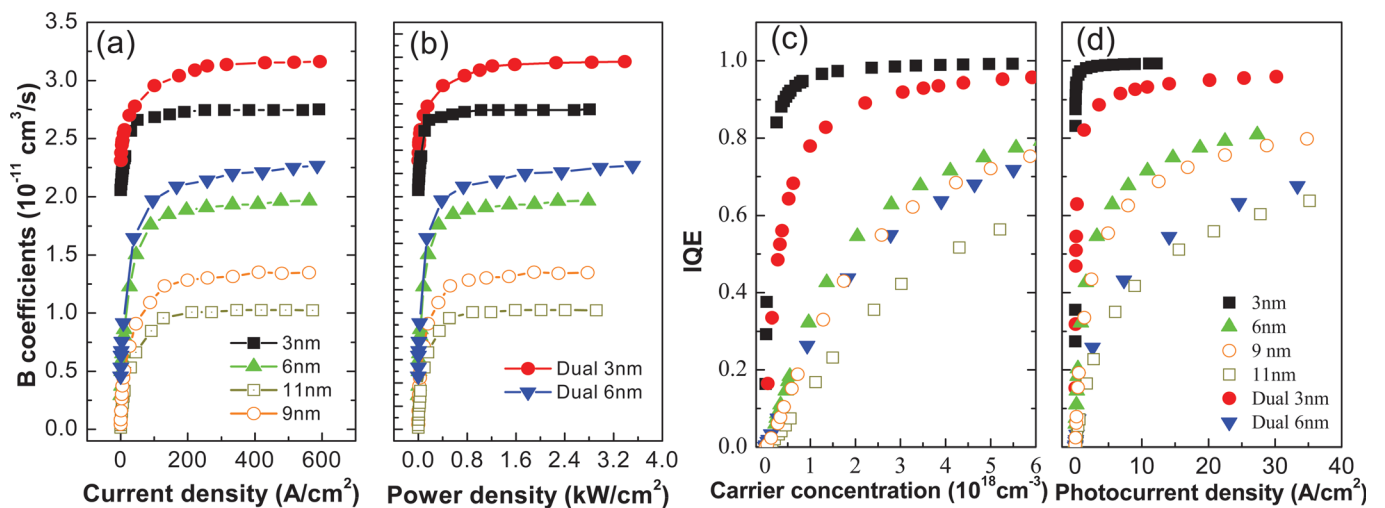 (a)
(b)
(c)
(d)
B coefficients (10⁻¹¹ cm³/s)
3.5
3.0
2.5
2.0
1.5
1.0
0.5
0.0
3nm
6nm
11nm
9nm
0 200 400 600
Current density (A/cm²)
Dual 3nm
Dual 6nm
0.0 0.8 1.6 2.4 3.2 4.0
Power density (kW/cm²)
IQE
1.0
0.8
0.6
0.4
0.2
0.0
0 1 2 3 4 5 6
Carrier concentration (10¹⁸cm⁻³)
3nm
6nm
9 nm
11nm
Dual 3nm
Dual 6nm
0 10 20 30 40
Photocurrent density (A/cm²)